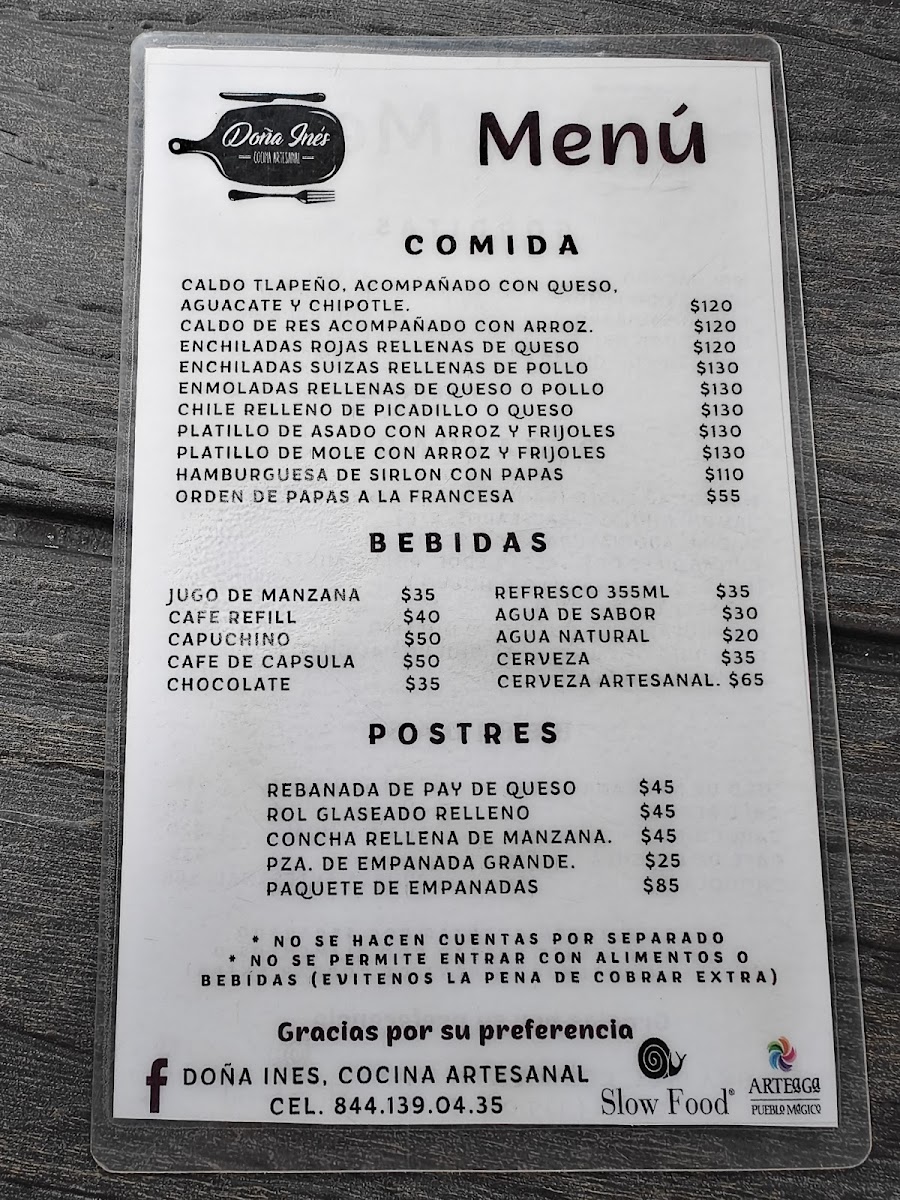 Doña Inés
COCINA ARTESANAL
Menú
COMIDA
CALDO TLAPEÑO, ACOMPAÑADO CON QUESO,
AGUACATE Y CHIPOTLE. $120
CALDO DE RES ACOMPAÑADO CON ARROZ. $120
ENCHILADAS ROJAS RELLENAS DE QUESO $120
ENCHILADAS SUIZAS RELLENAS DE POLLO $130
ENMOLADAS RELLENAS DE QUESO O POLLO $130
CHILE RELLENO DE PICADILLO O QUESO $130
PLATILLO DE ASADO CON ARROZ Y FRIJOLES $130
PLATILLO DE MOLE CON ARROZ Y FRIJOLES $130
HAMBURGUESA DE SIRLON CON PAPAS $110
ORDEN DE PAPAS A LA FRANCESA $55
BEBIDAS
JUGO DE MANZANA $35
CAFE REFILL $40
CAPUCHINO $50
CAFE DE CAPSULA $50
CHOCOLATE $35
REFRESCO 355ML $35
AGUA DE SABOR $30
AGUA NATURAL $20
CERVEZA $35
CERVEZA ARTESANAL. $65
POSTRES
REBANADA DE PAY DE QUESO $45
ROL GLASEADO RELLENO $45
CONCHA RELLENA DE MANZANA. $45
PZA. DE EMPANADA GRANDE. $25
PAQUETE DE EMPANADAS $85
* NO SE HACEN CUENTAS POR SEPARADO
* NO SE PERMITE ENTRAR CON ALIMENTOS O
BEBÍDAS (EVITENOS LA PENA DE COBRAR EXTRA)
Gracias por su preferencia
f DOÑA INES, COCINA ARTESANAL
CEL. 844.139.04.35
Slow Food®
ARTEAGA
PUEBLO MÁGICO